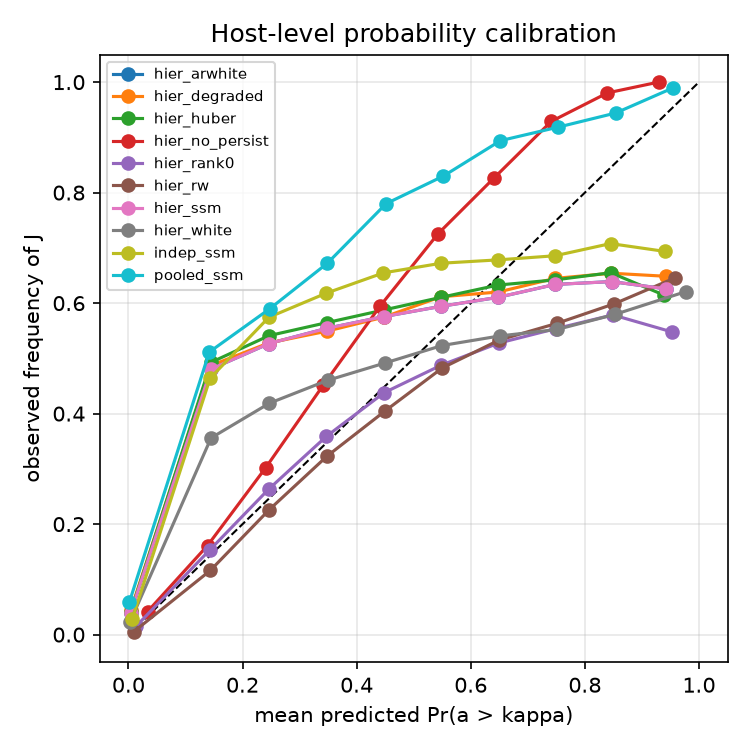 Host-level probability calibration
observed frequency of J
1.0
0.8
0.6
0.4
0.2
0.0
hier_arwhite
hier_degraded
hier_huber
hier_no_persist
hier_rank0
hier_rw
hier_ssm
hier_white
indep_ssm
pooled_ssm
0.0 0.2 0.4 0.6 0.8 1.0
mean predicted Pr(a > kappa)